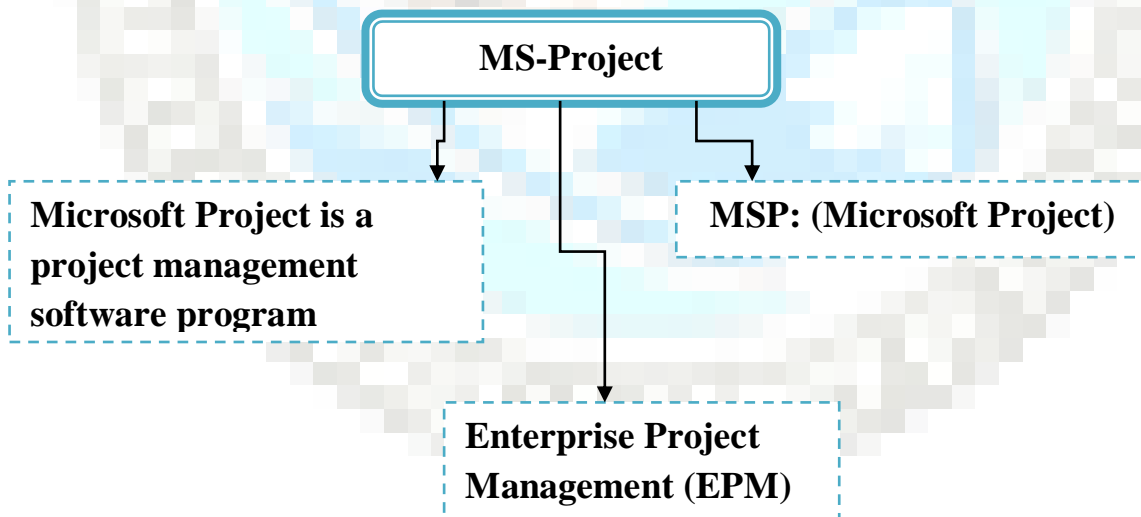 MS-Project
Microsoft Project is a
project management
software program
MSP: (Microsoft Project)
Enterprise Project
Management (EPM)